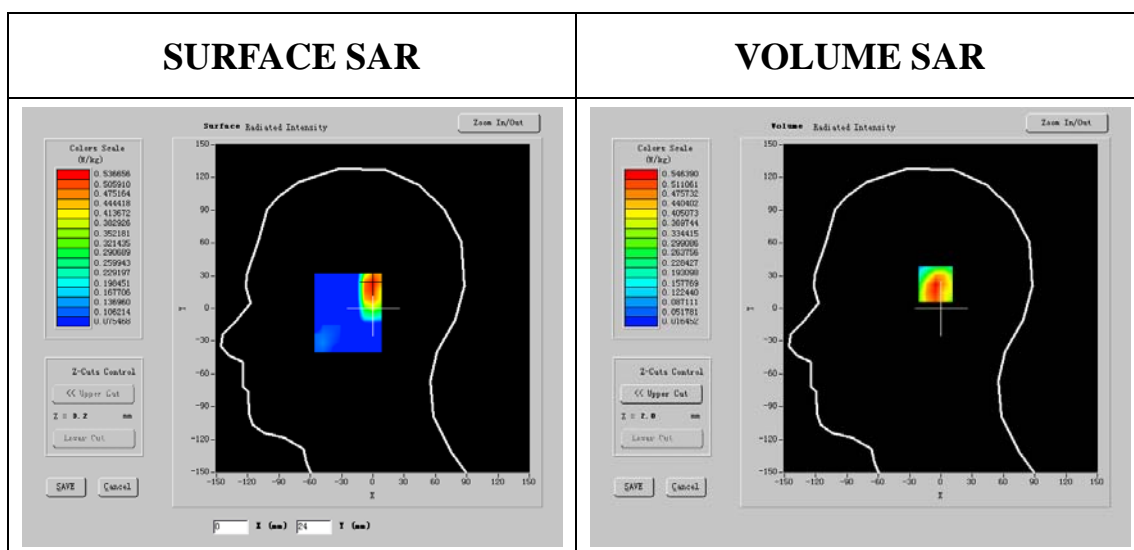 SURFACE SAR
Surface Radiated Intensity
Zoom In/Out
Colors Scale
(W/kg)
0.536656
0.505910
0.475164
0.444418
0.413672
0.382926
0.352181
0.321435
0.290689
0.259943
0.229197
0.198451
0.167706
0.136960
0.106214
0.075468
Z-Cuts Control
<< Upper Cut
mm
Lower Cut
SAVE Cancel
150
120
90
60
30
0
-30
-60
-90
-120
-150
Y
-150 -120 -90 -60 -30 0 30 60 90 120 150
X
0 X (mm) 24 Y (mm)
VOLUME SAR
Volume Radiated Intensity
Zoom In/Out
Colors Scale
(W/kg)
0.546390
0.511061
0.475732
0.440402
0.405073
0.369744
0.334415
0.299086
0.263756
0.228427
0.193098
0.157769
0.122440
0.087111
0.051781
0.016452
Z-Cuts Control
<< Upper Cut
Z = 2.0 mm
Lower Cut
SAVE Cancel
150
120
90
60
30
0
-30
-60
-90
-120
-150
Y
-150 -120 -90 -60 -30 0 30 60 90 120 150
X